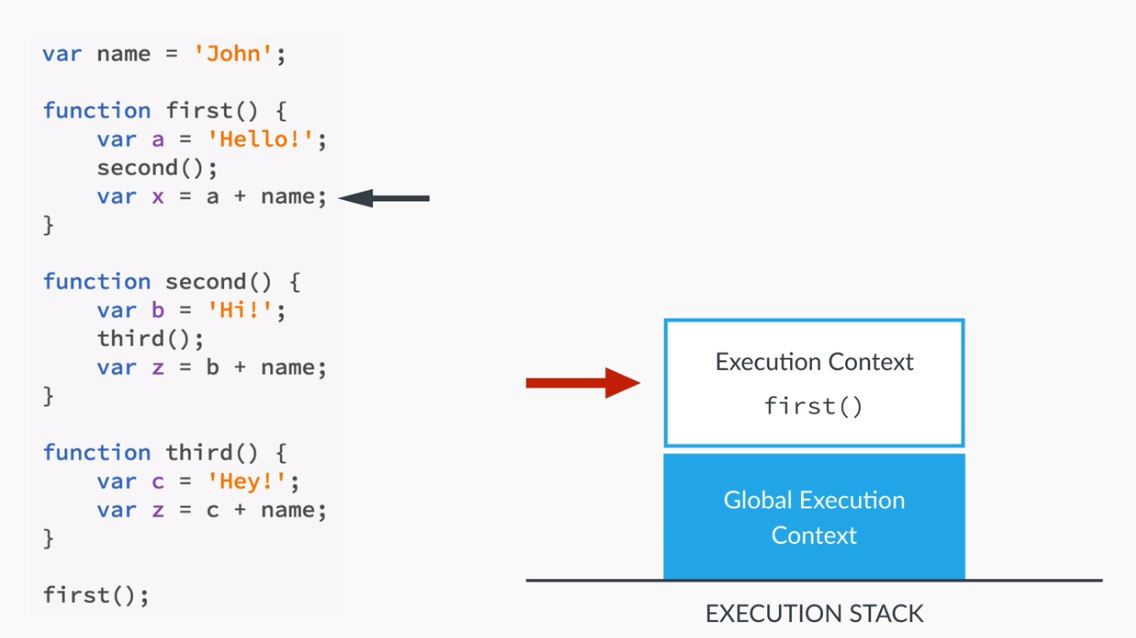 var name = 'John';
function first() {
    var a = 'Hello!';
    second();
    var x = a + name;
}
function second() {
    var b = 'Hi!';
    third();
    var z = b + name;
}
function third() {
    var c = 'Hey!';
    var z = c + name;
}
first();
Execution Context
first()
Global Execution
Context
EXECUTION STACK